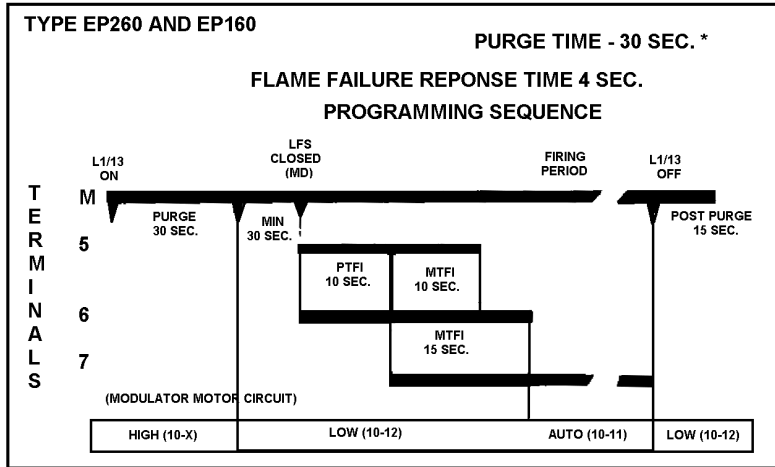 TYPE EP260 AND EP160
PURGE TIME - 30 SEC. *
FLAME FAILURE REPONSE TIME 4 SEC.
PROGRAMMING SEQUENCE
L1/13
ON
LFS
CLOSED
(MD)
FIRING
PERIOD
L1/13
OFF
TERMINALS
M
PURGE
30 SEC.
MIN
30 SEC.
POST PURGE
15 SEC.
5
PTFI
10 SEC.
MTFI
10 SEC.
6
MTFI
15 SEC.
7
(MODULATOR MOTOR CIRCUIT)
HIGH (10-X)
LOW (10-12)
AUTO (10-11)
LOW (10-12)